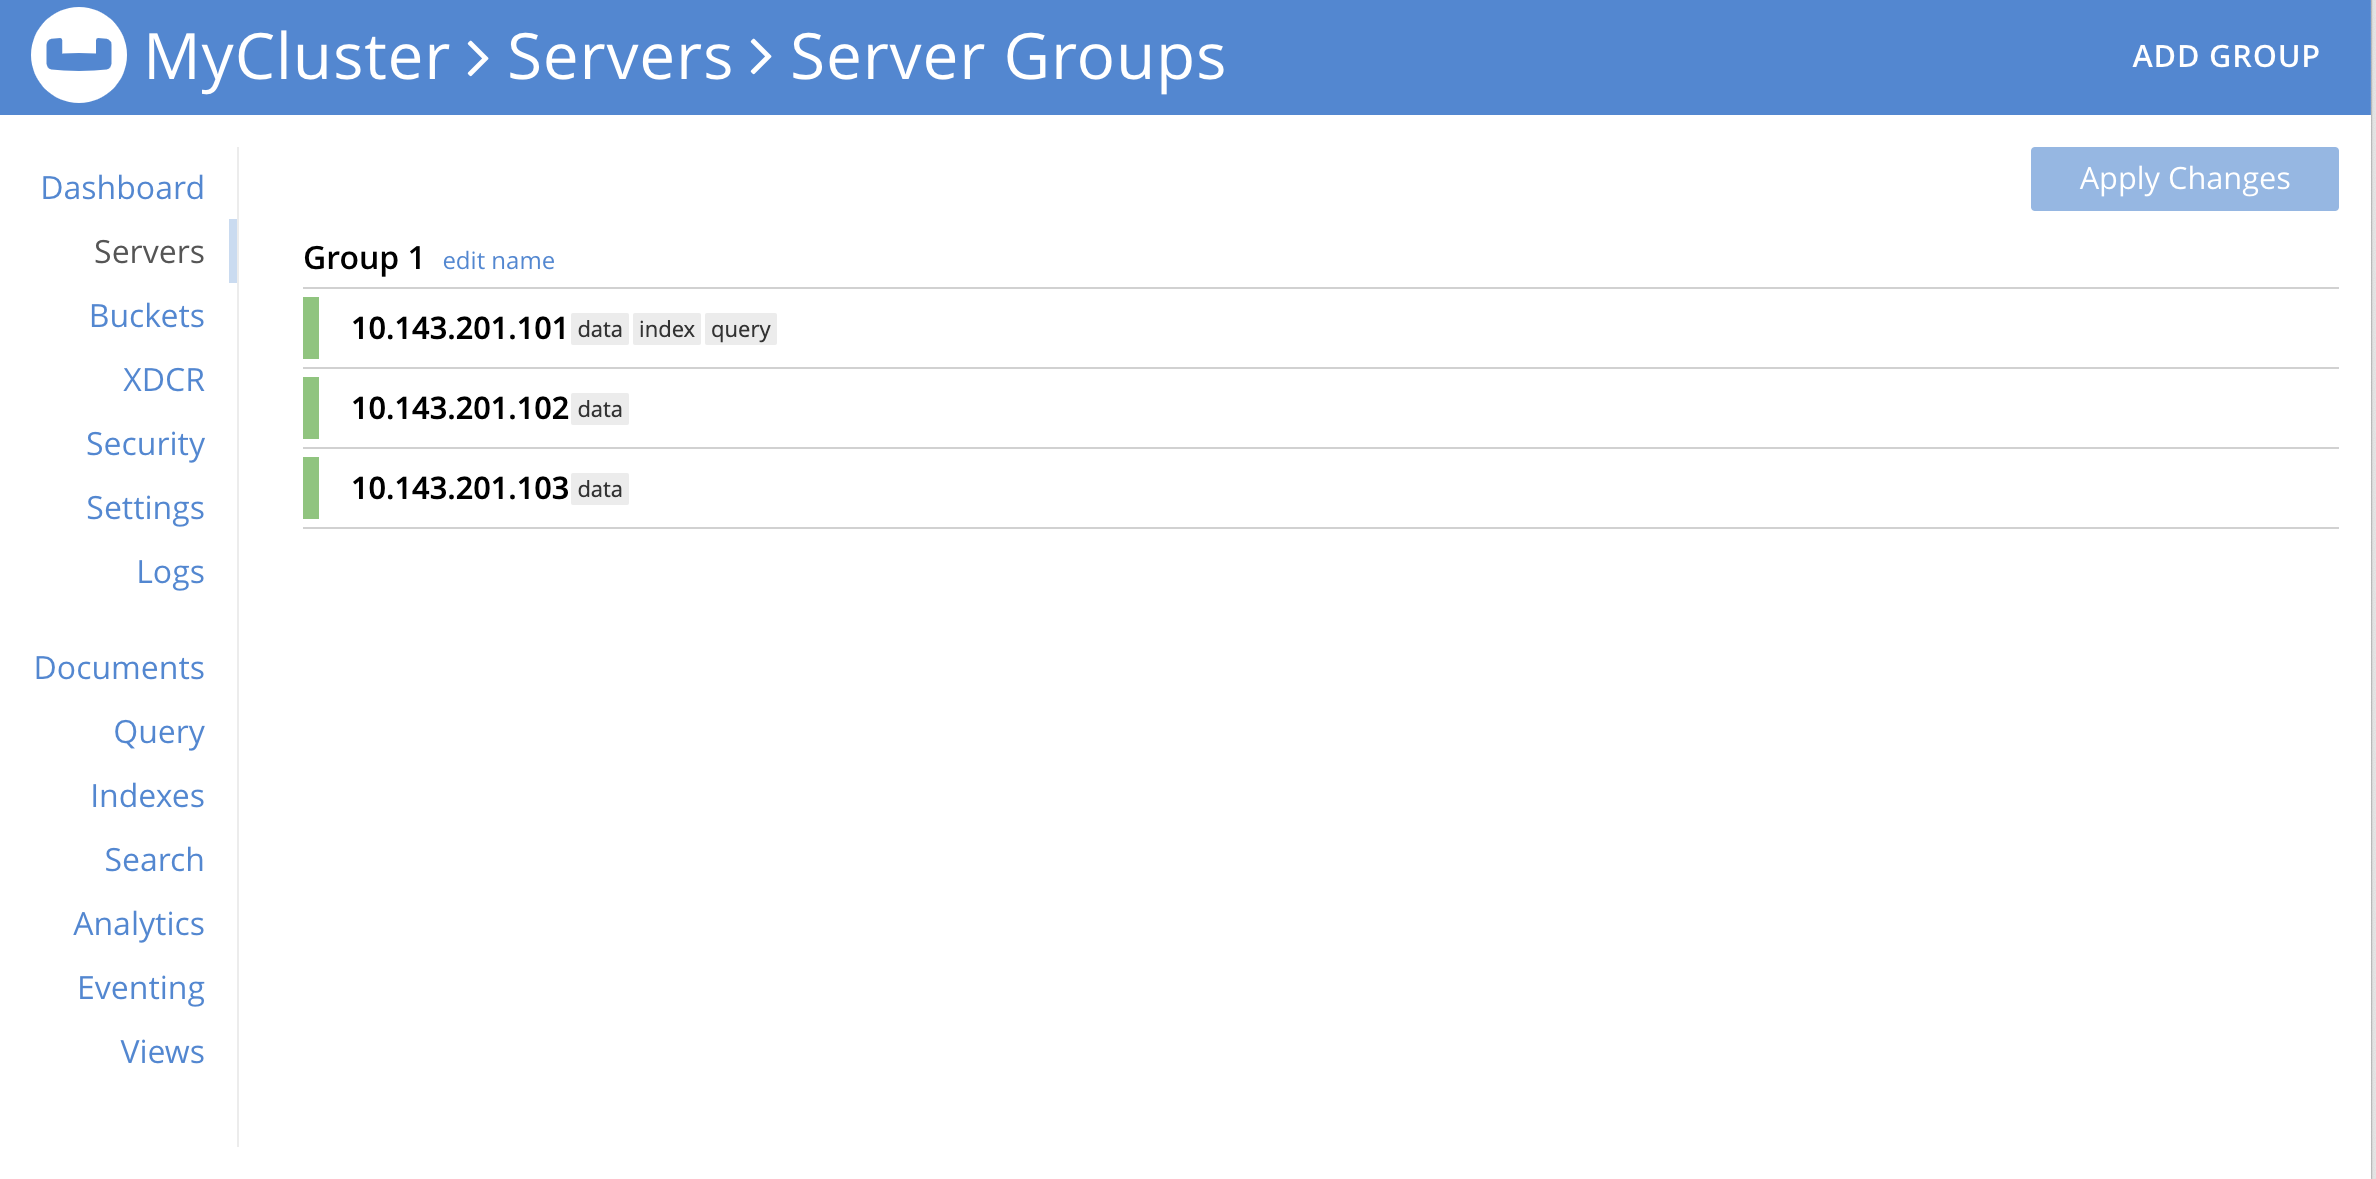 MyCluster > Servers > Server Groups
ADD GROUP
Dashboard
Servers
Buckets
XDCR
Security
Settings
Logs
Documents
Query
Indexes
Search
Analytics
Eventing
Views
Apply Changes
Group 1 edit name
10.143.201.101 data index query
10.143.201.102 data
10.143.201.103 data